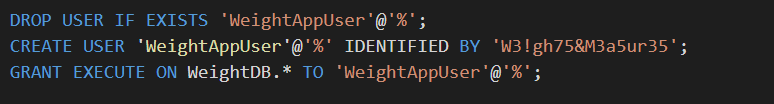 DROP USER IF EXISTS 'WeightAppUser'@'%';
CREATE USER 'WeightAppUser'@'%' IDENTIFIED BY 'W3!gh75&M3a5ur35';
GRANT EXECUTE ON WeightDB.* TO 'WeightAppUser'@'%';